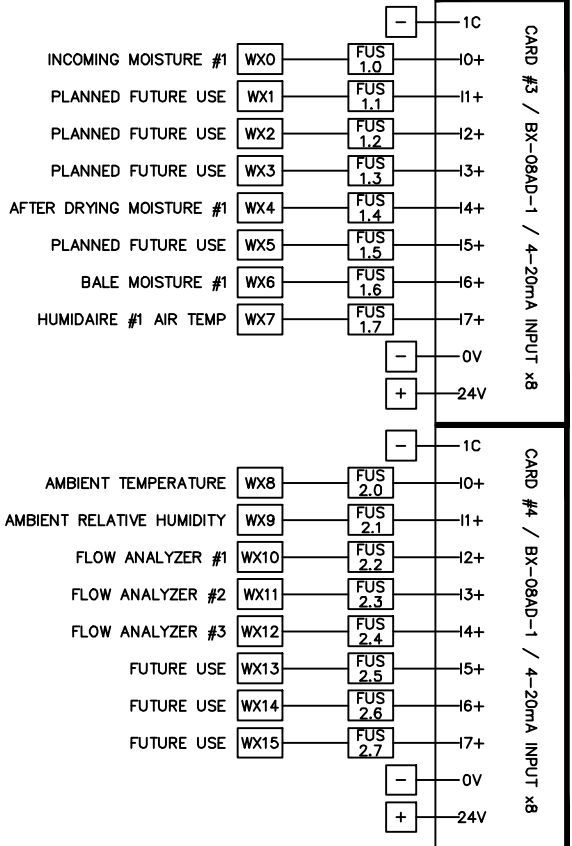 - 1C
INCOMING MOISTURE #1 WX0 FUS 1.0 I0+
PLANNED FUTURE USE WX1 FUS 1.1 I1+
PLANNED FUTURE USE WX2 FUS 1.2 I2+
PLANNED FUTURE USE WX3 FUS 1.3 I3+
AFTER DRYING MOISTURE #1 WX4 FUS 1.4 I4+
PLANNED FUTURE USE WX5 FUS 1.5 I5+
BALE MOISTURE #1 WX6 FUS 1.6 I6+
HUMIDAIRE #1 AIR TEMP WX7 FUS 1.7 I7+
- 0V
+ 24V
CARD #3 / BX-08AD-1 / 4-20mA INPUT x8
- 1C
AMBIENT TEMPERATURE WX8 FUS 2.0 I0+
AMBIENT RELATIVE HUMIDITY WX9 FUS 2.1 I1+
FLOW ANALYZER #1 WX10 FUS 2.2 I2+
FLOW ANALYZER #2 WX11 FUS 2.3 I3+
FLOW ANALYZER #3 WX12 FUS 2.4 I4+
FUTURE USE WX13 FUS 2.5 I5+
FUTURE USE WX14 FUS 2.6 I6+
FUTURE USE WX15 FUS 2.7 I7+
- 0V
+ 24V
CARD #4 / BX-08AD-1 / 4-20mA INPUT x8